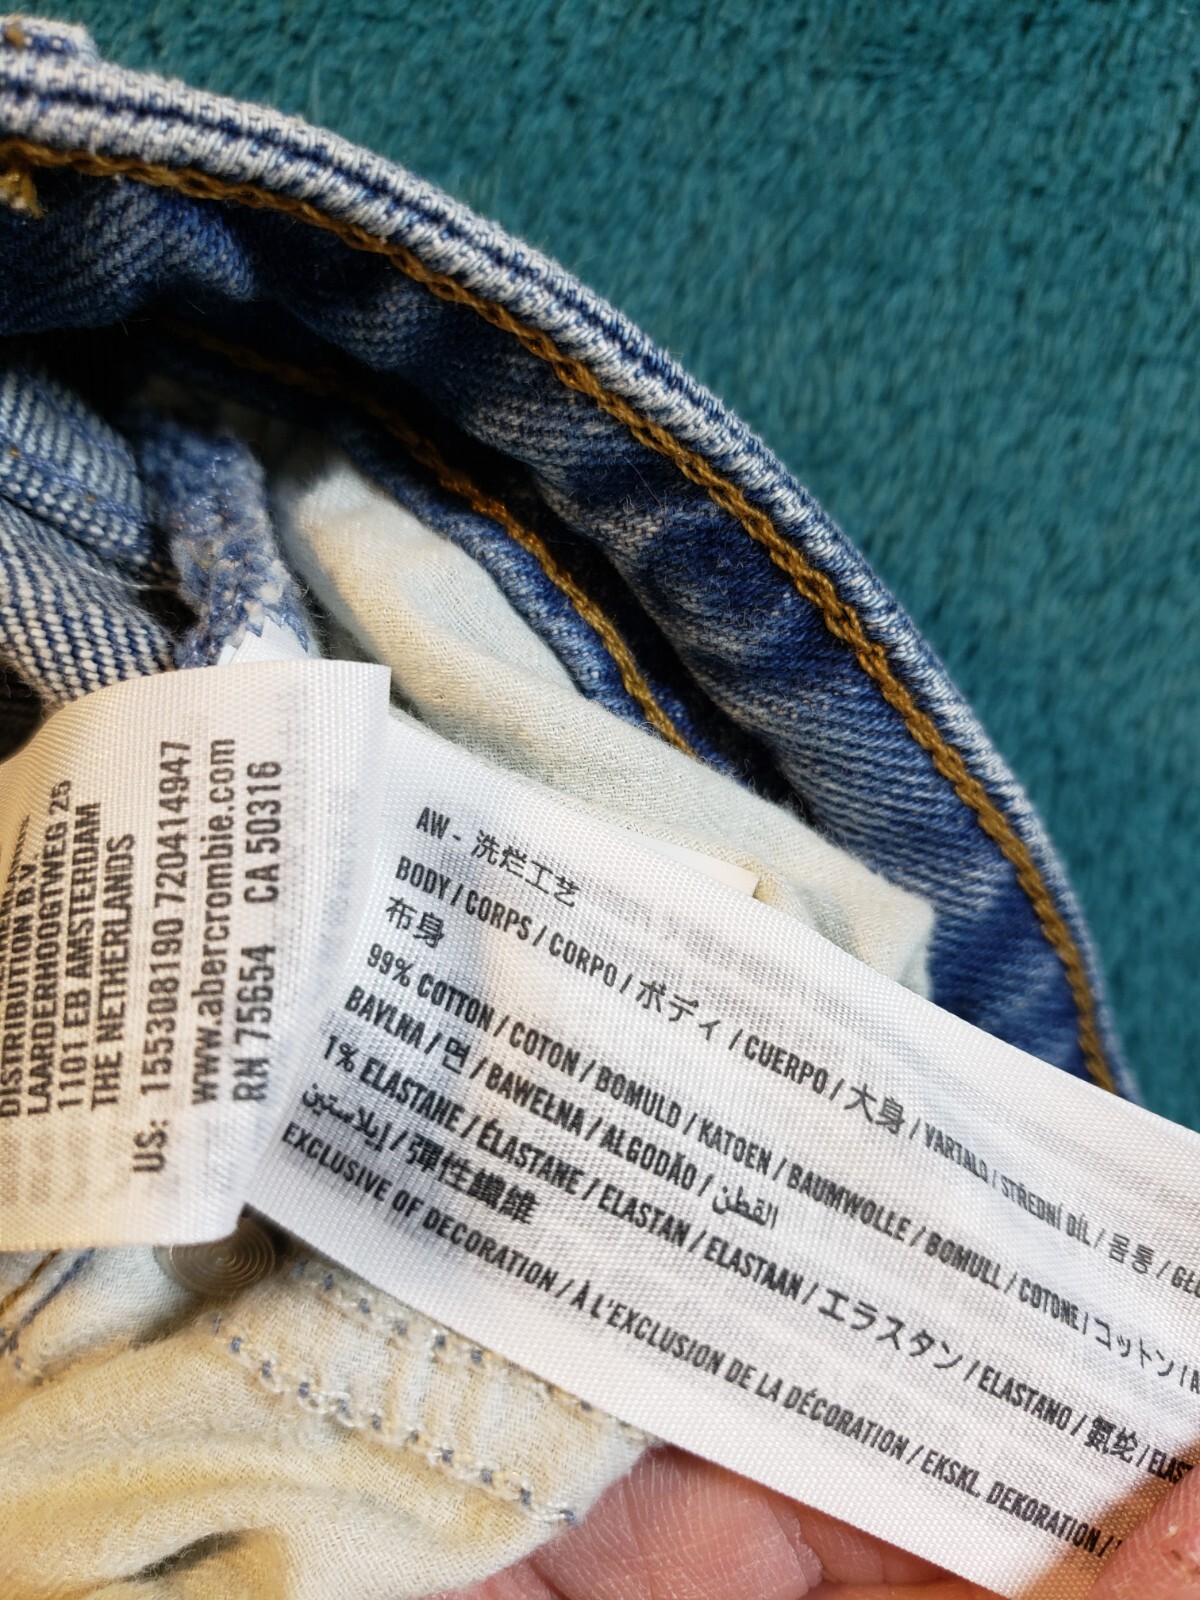 DISTRIBUTION B.V.
LAARDERHOOGTWEG 25
1101 EB AMSTERDAM
THE NETHERLANDS
US: 155308190 720414947
www.abercrombie.com
RN 75654 CA 50316
AW - 洗烂工艺
BODY / CORPS / CORPO / ボディ / CUERPO / 大身 / VARTALO / STŘEDNÍ DÍL / 몸통 /
布身
99% COTTON / COTON / BOMULD / KATOEN / BAUMWOLLE / BOMULL / COTONE / コットン /
BAVLNA / 면 / BAWEŁNA / ALGODÃO / القطن
1% ELASTANE / ÉLASTANE / ELASTAN / ELASTAAN / エラスタン / ELASTANO / 氨纶 /
إيلاستين / 彈性纖維
EXCLUSIVE OF DECORATION / À L'EXCLUSION DE LA DÉCORATION / EKSKL. DEKORATION /